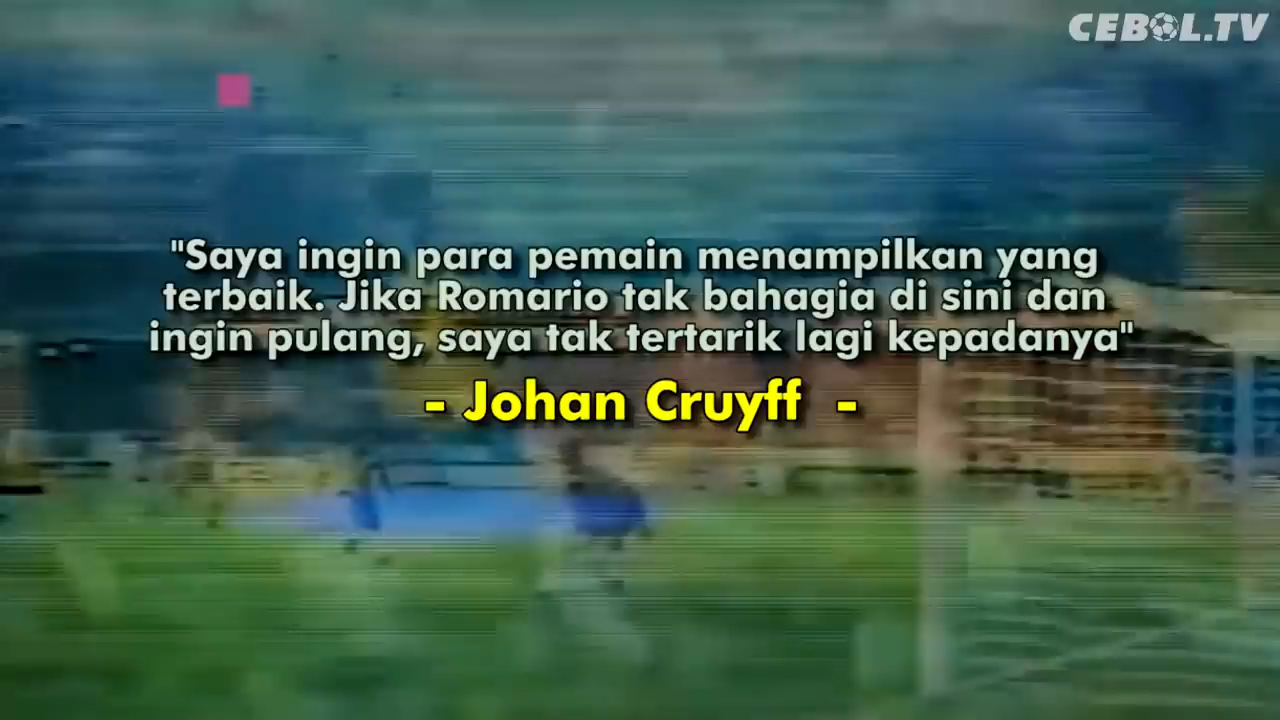 CEBOL.TV
"Saya ingin para pemain menampilkan yang
terbaik. Jika Romario tak bahagia di sini dan
ingin pulang, saya tak tertarik lagi kepadanya"
- Johan Cruyff -